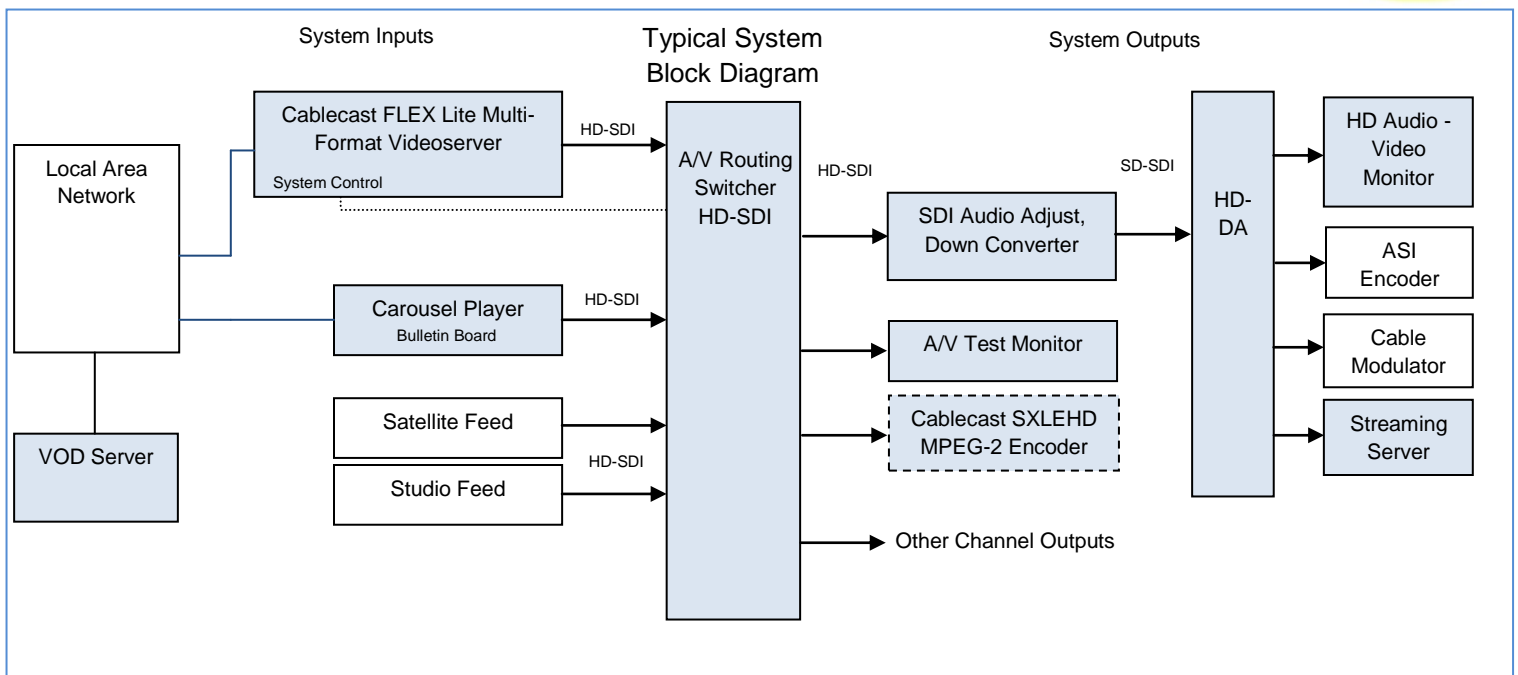 System Inputs
Typical System
Block Diagram
System Outputs
Local Area
Network
VOD Server
Cablecast FLEX Lite Multi-
Format Videoserver
System Control
HD-SDI
Carousel Player
Bulletin Board
HD-SDI
Satellite Feed
HD-SDI
Studio Feed
A/V Routing
Switcher
HD-SDI
HD-SDI
SDI Audio Adjust,
Down Converter
SD-SDI
A/V Test Monitor
Cablecast SXLEHD
MPEG-2 Encoder
Other Channel Outputs
HD-
DA
HD Audio -
Video
Monitor
ASI
Encoder
Cable
Modulator
Streaming
Server